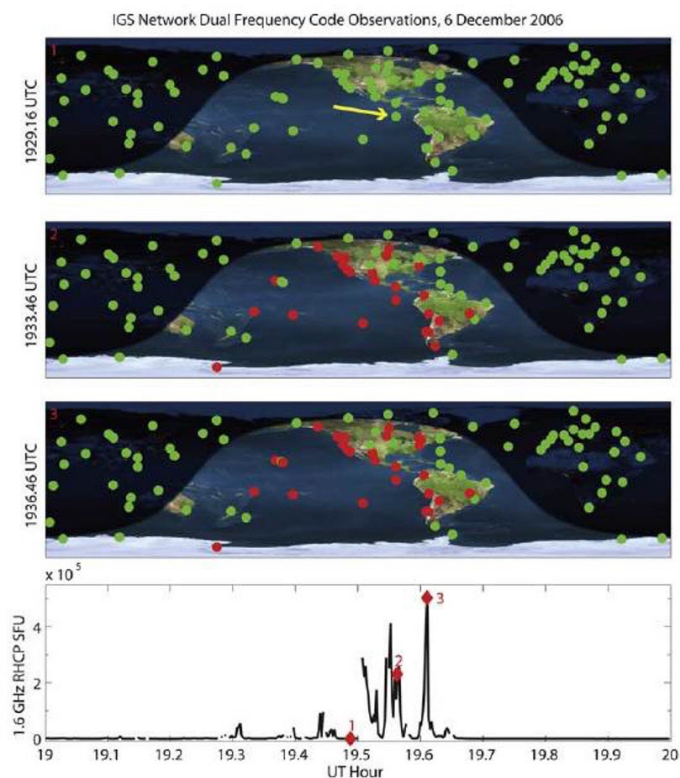 IGS Network Dual Frequency Code Observations, 6 December 2006
1
1929.16 UTC
2
1933.46 UTC
3
1936.46 UTC
x 10 5
1.6 GHz RHCP SFU
4
2
0
1
2
3
19 19.1 19.2 19.3 19.4 19.5 19.6 19.7 19.8 19.9 20
UT Hour